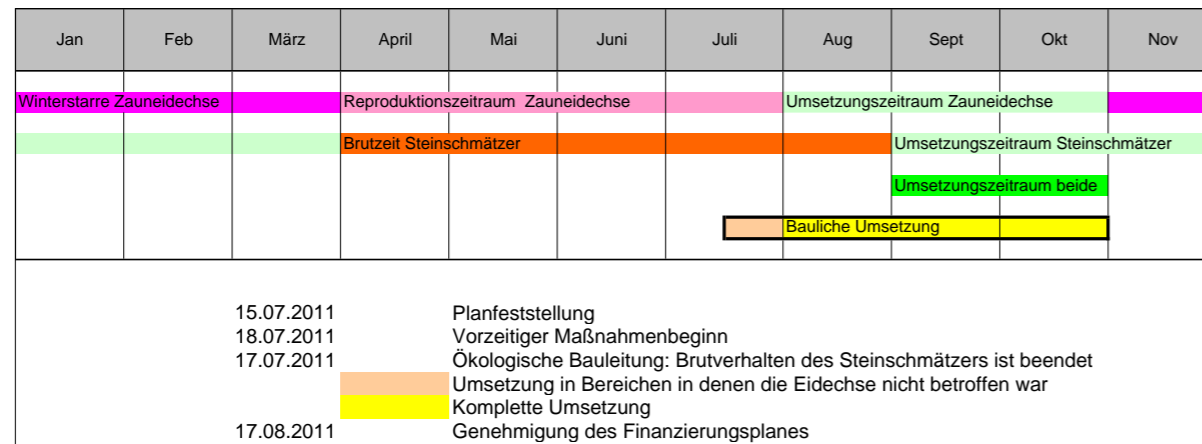 Jan Feb März April Mai Juni Juli Aug Sept Okt Nov
Winterstarre Zauneidechse Reproduktionszeitraum Zauneidechse Umsetzungszeitraum Zauneidechse
Brutzeit Steinschmätzer Umsetzungszeitraum Steinschmätzer
Umsetzungszeitraum beide
Bauliche Umsetzung
15.07.2011 Planfeststellung
18.07.2011 Vorzeitiger Maßnahmenbeginn
17.07.2011 Ökologische Bauleitung: Brutverhalten des Steinschmätzers ist beendet
Umsetzung in Bereichen in denen die Eidechse nicht betroffen war
Komplette Umsetzung
17.08.2011 Genehmigung des Finanzierungsplanes